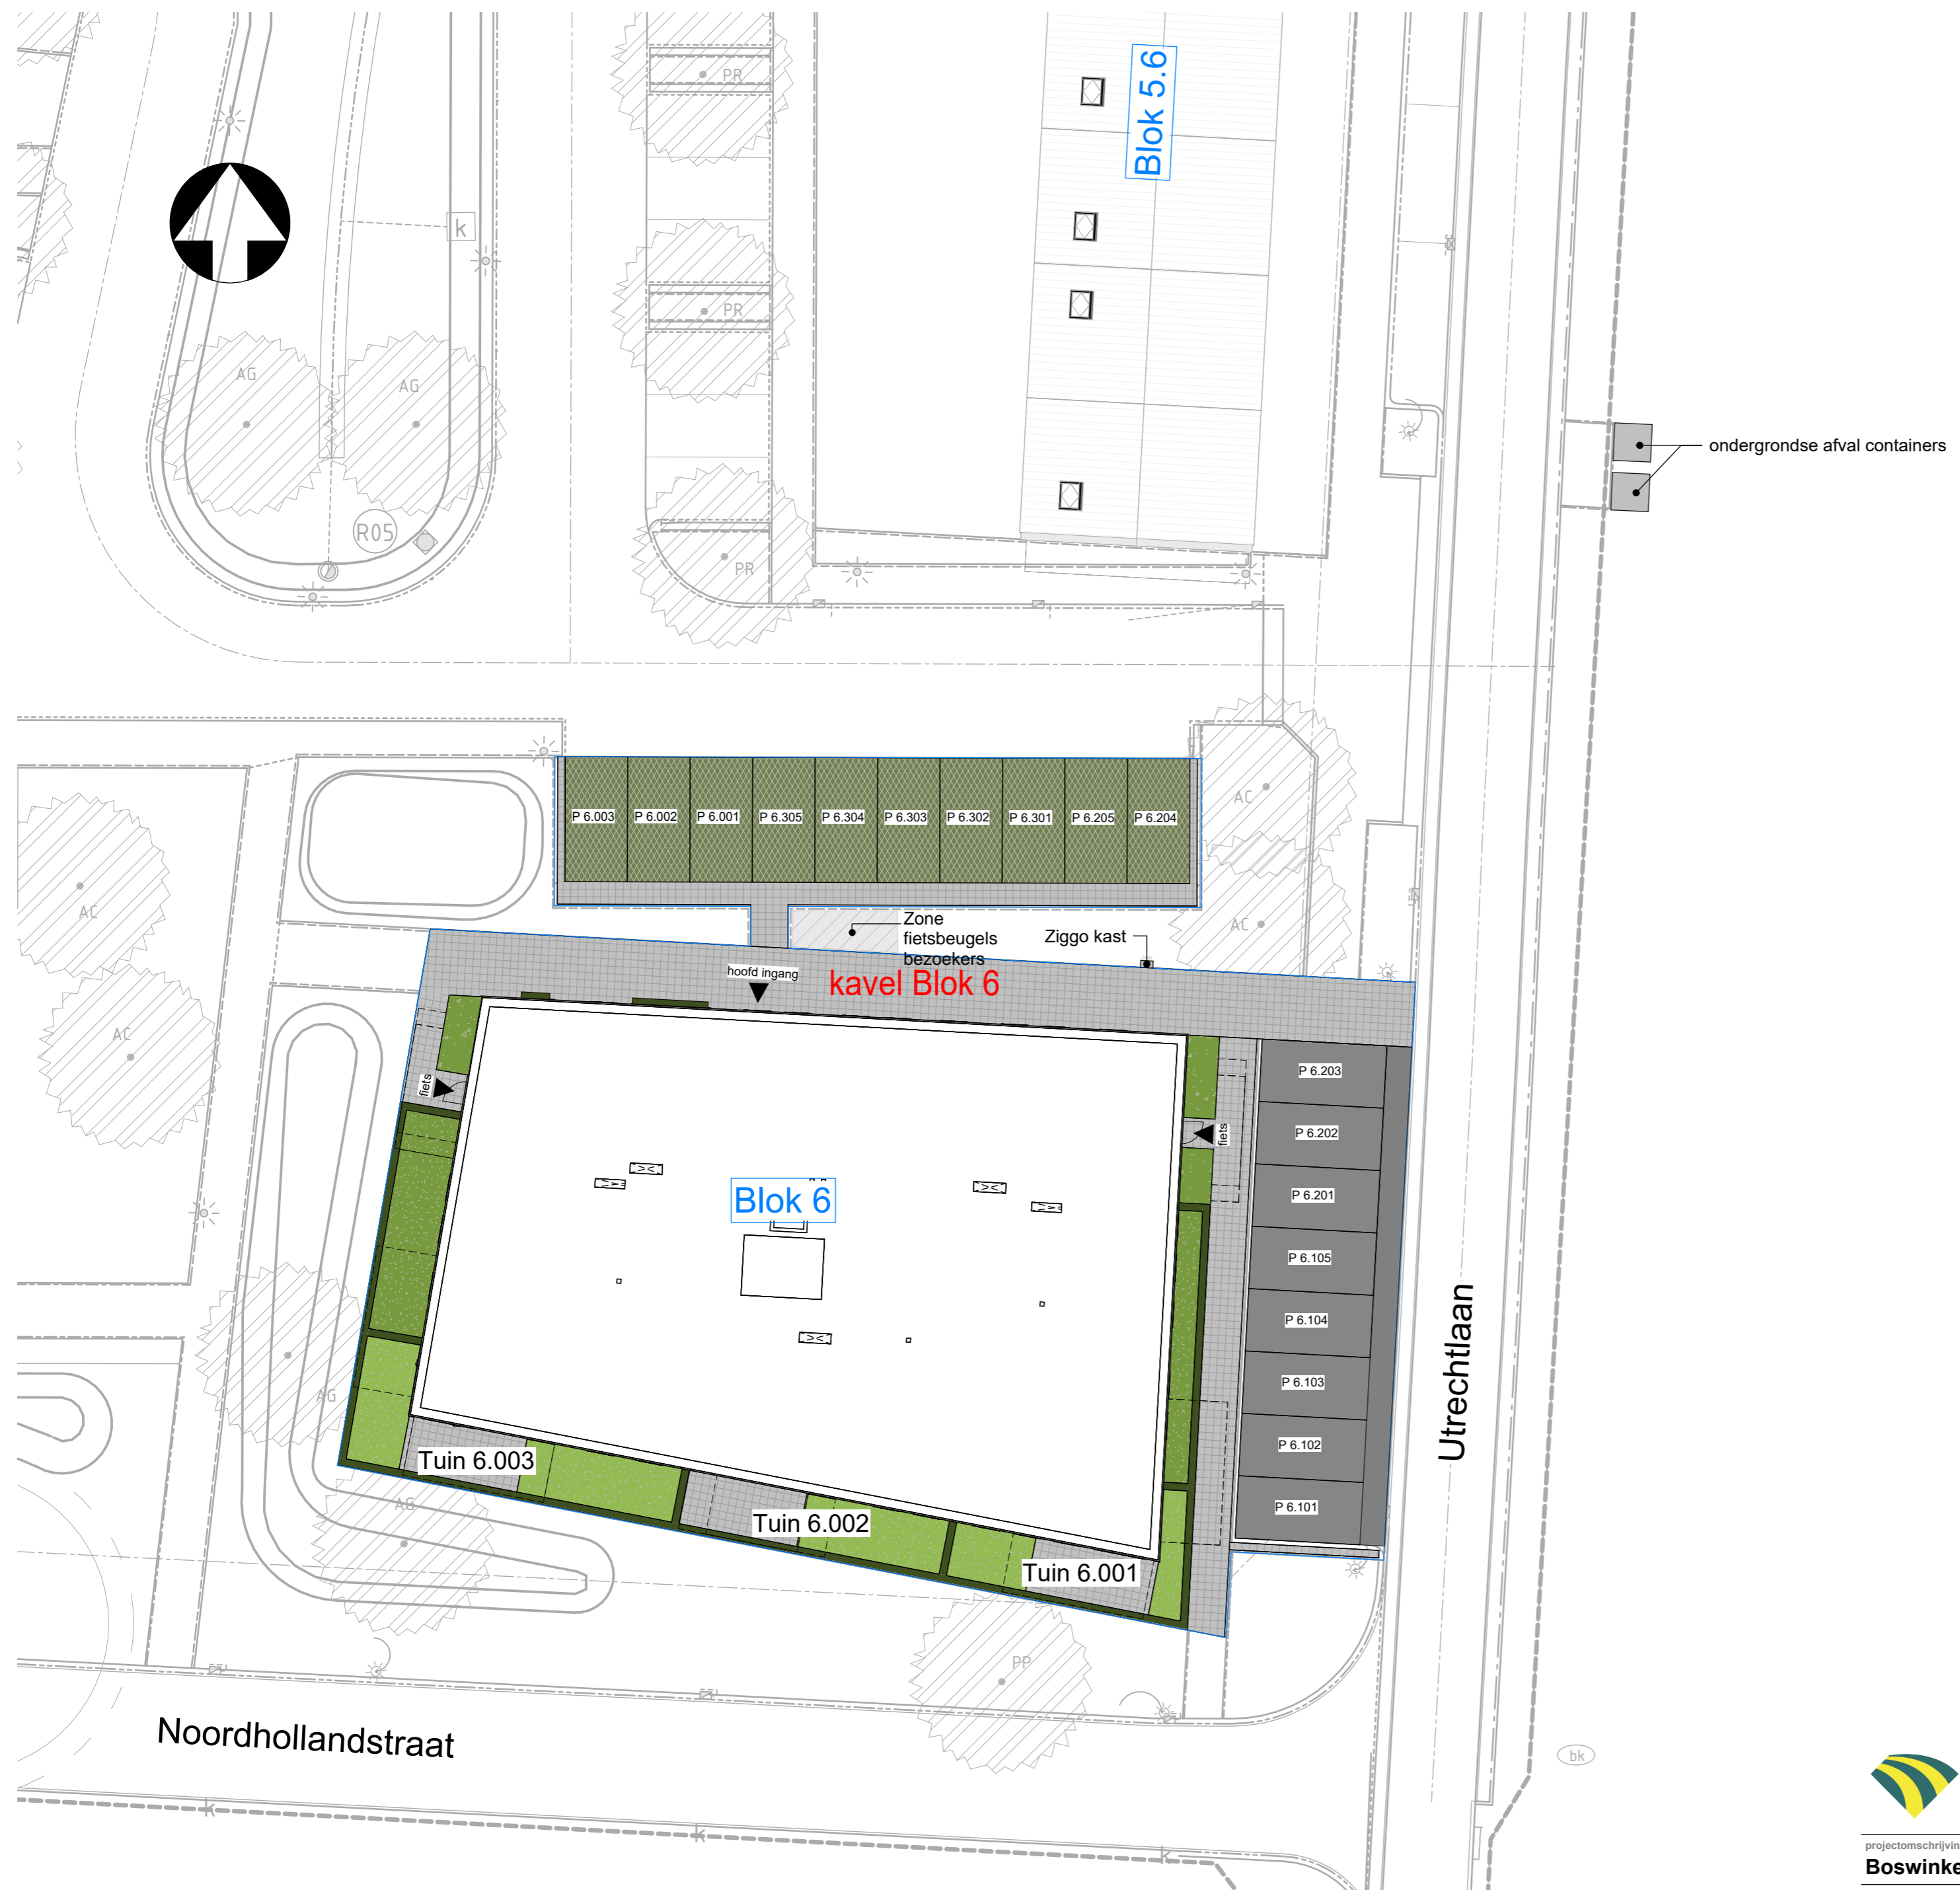 PR
Blok 5.6
k
PR
AG
AG
ondergrondse afval containers
R05
PR
AC
P 6.003
P 6.002
P 6.001
P 6.305
P 6.304
P 6.303
P 6.302
P 6.301
P 6.205
P 6.204
AC
AC
Zone
fietsbeugels
bezoekers
Ziggo kast
hoofd ingang
kavel Blok 6
AC
fiets
fiets
P 6.203
P 6.202
P 6.201
P 6.105
P 6.104
P 6.103
P 6.102
P 6.101
Blok 6
Utrechtlaan
AG
Tuin 6.003
AG
Tuin 6.002
Tuin 6.001
PP
Noordhollandstraat
bk
k
k
k
projectomschrijvin
Boswinke